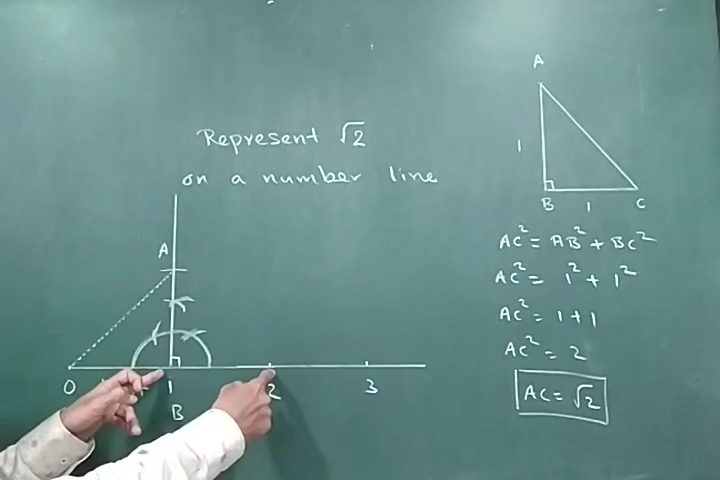 Represent √2
on a number line
A
0 1 2 3
B
A
1
B 1 C
AC² = AB² + BC²
AC² = 1² + 1²
AC² = 1 + 1
AC² = 2
AC = √2